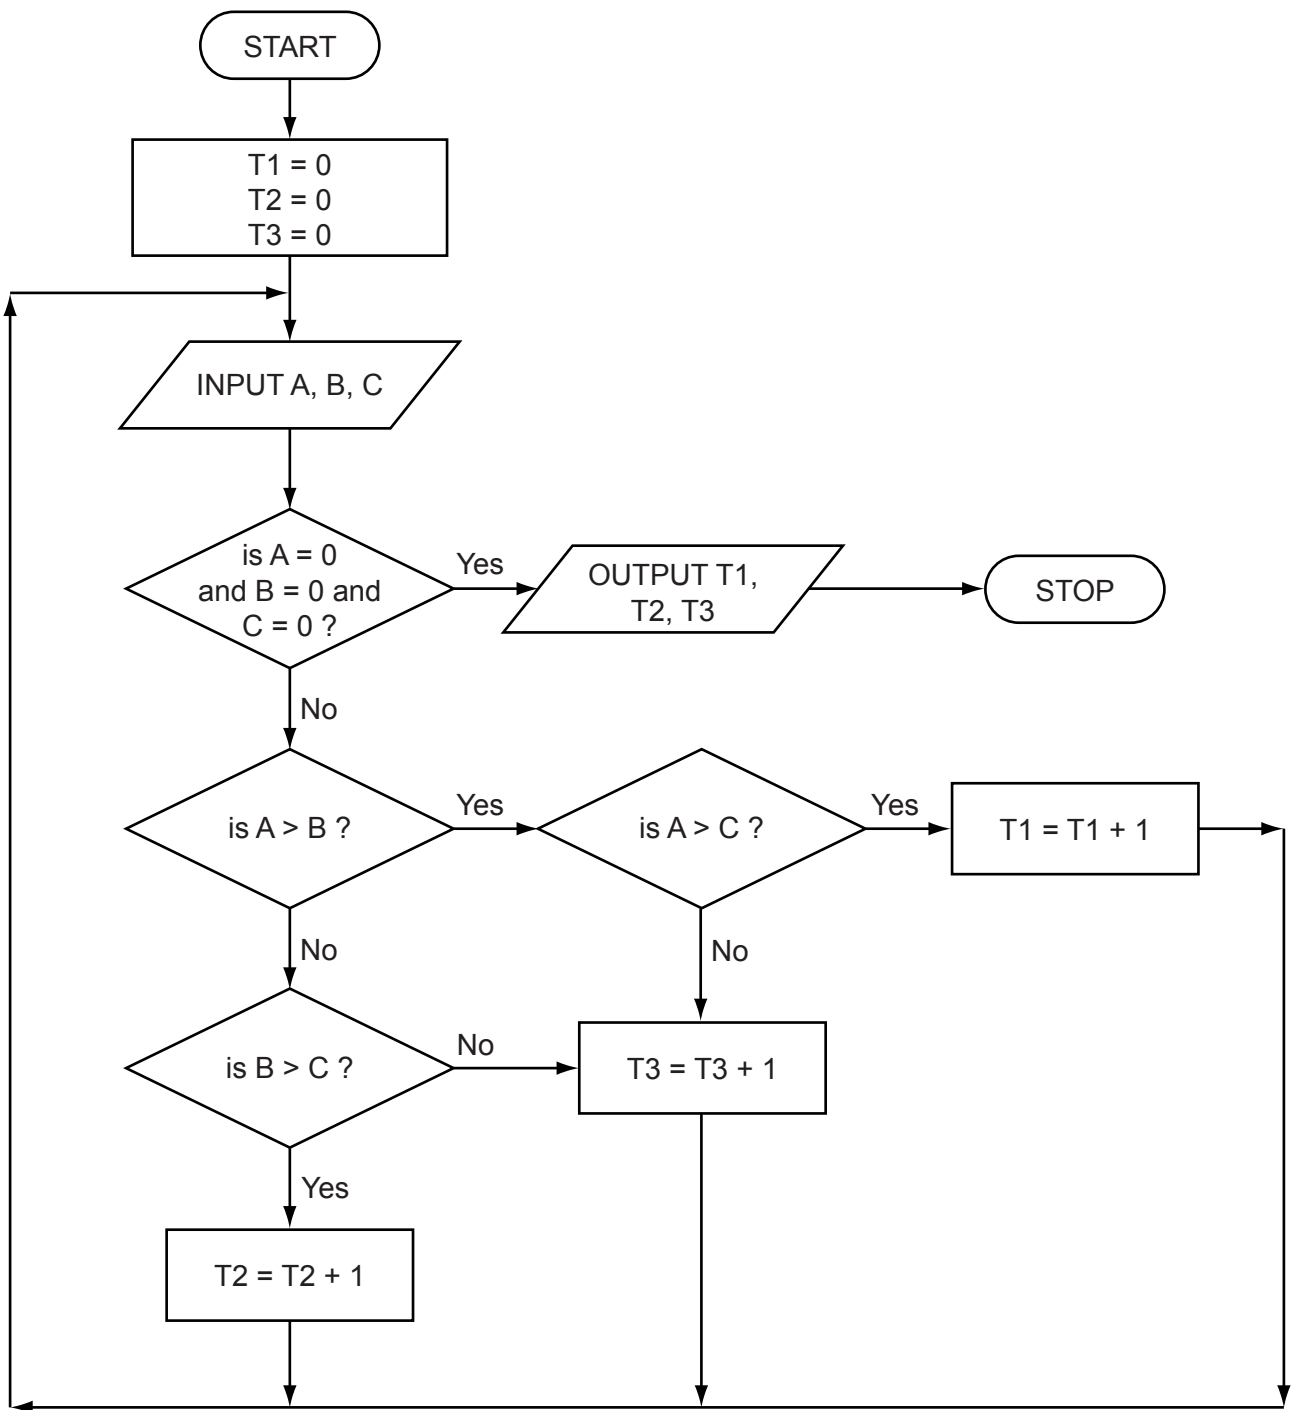 START
T1 = 0
T2 = 0
T3 = 0
INPUT A, B, C
is A = 0
and B = 0 and
C = 0 ?
Yes
OUTPUT T1,
T2, T3
STOP
No
is A > B ?
Yes
is A > C ?
Yes
T1 = T1 + 1
No
No
is B > C ?
No
T3 = T3 + 1
Yes
T2 = T2 + 1